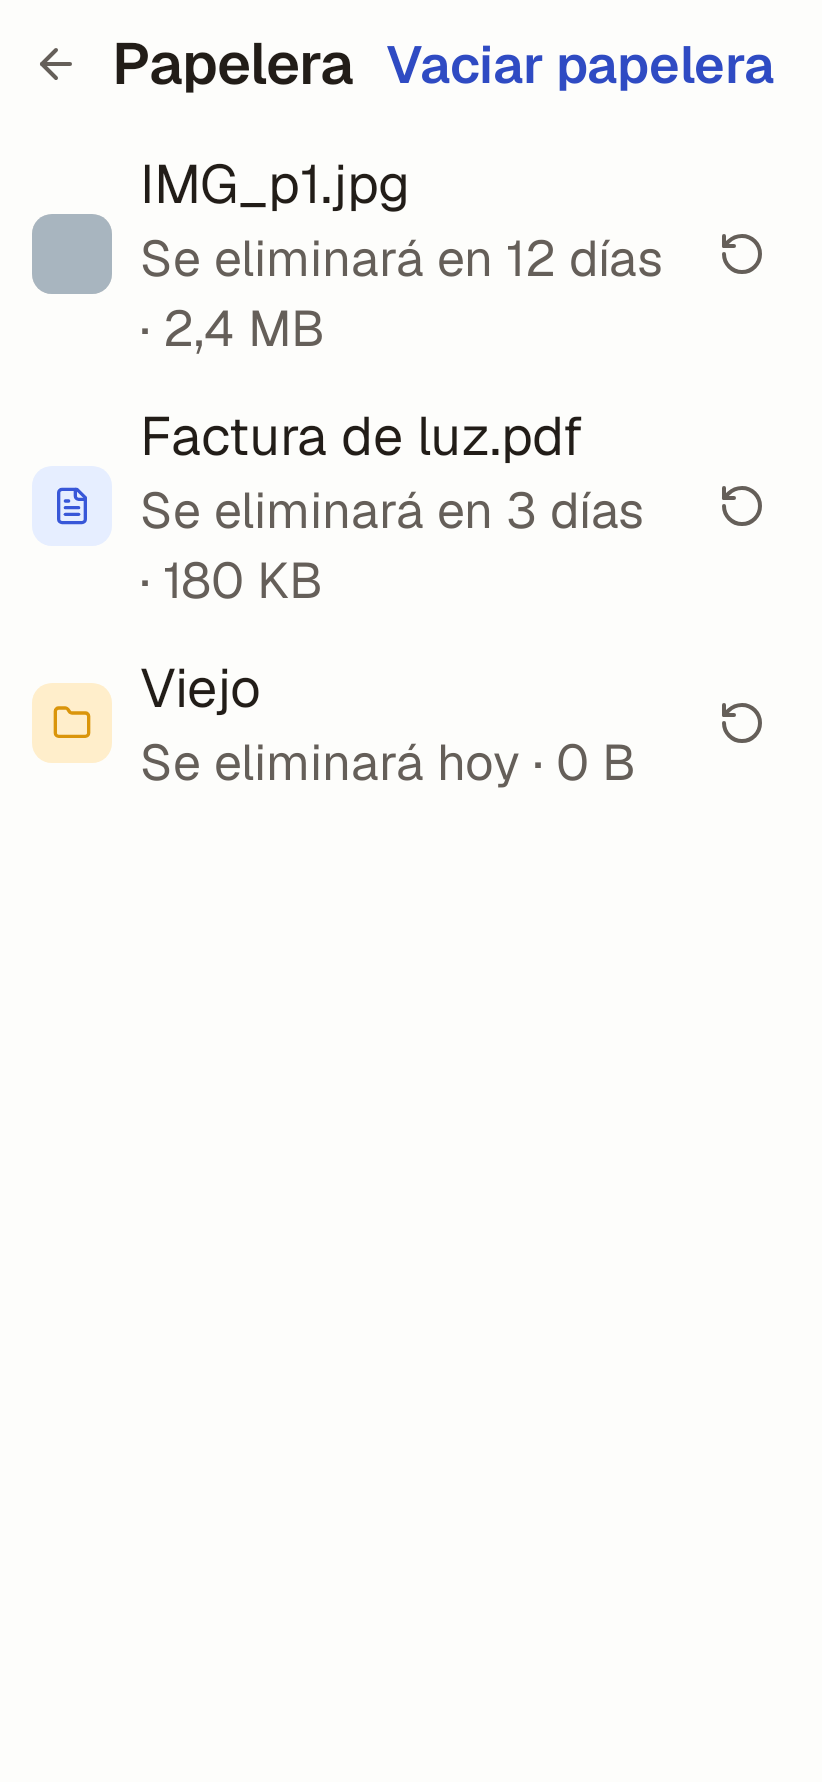 Papelera Vaciar papelera
IMG_p1.jpg
Se eliminará en 12 días
· 2,4 MB
Factura de luz.pdf
Se eliminará en 3 días
· 180 KB
Viejo
Se eliminará hoy · 0 B